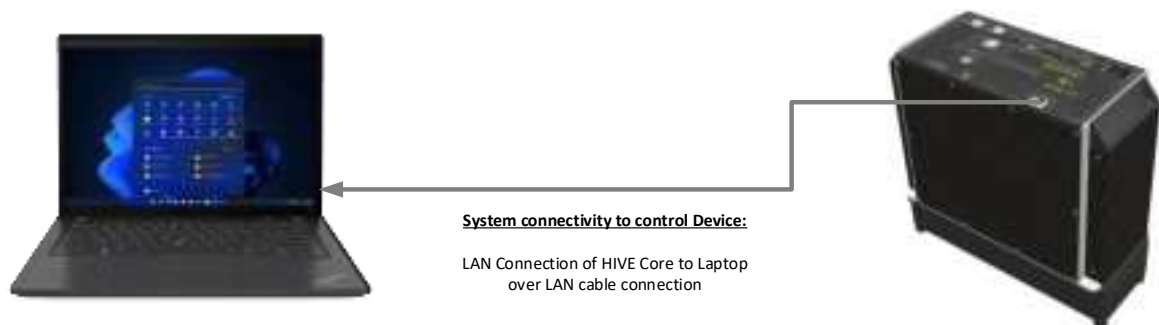 System connectivity to control Device:
LAN Connection of HIVE Core to Laptop
over LAN cable connection